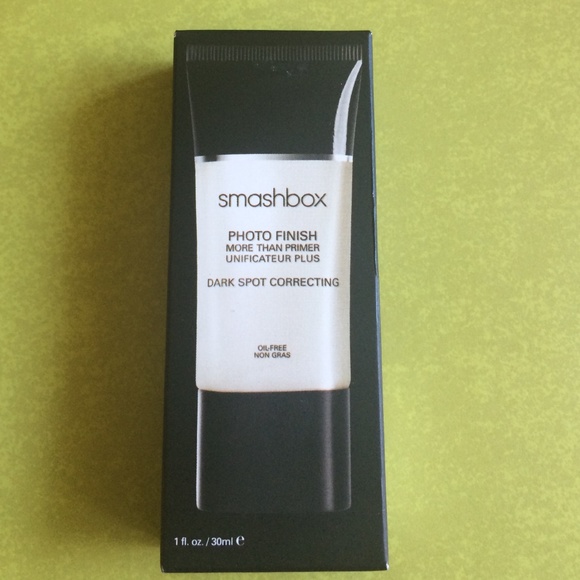 smashbox
PHOTO FINISH
MORE THAN PRIMER
UNIFICATEUR PLUS
DARK SPOT CORRECTING
OIL-FREE
NON GRAS
1 fl. oz. / 30ml ℮